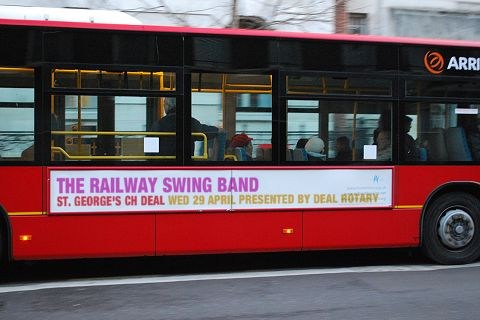 ARRI
THE RAILWAY SWING BAND
ST. GEORGE'S CH DEAL WED 29 APRIL PRESENTED BY DEAL ROTARY